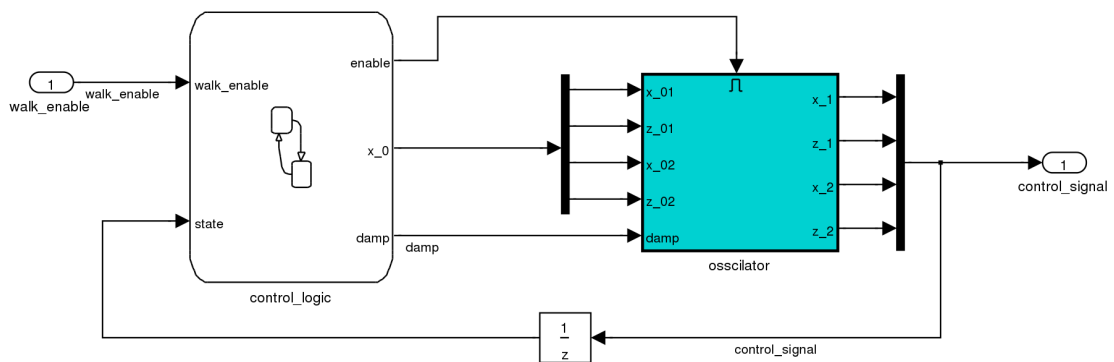 1
walk_enable
walk_enable
walk_enable
state
enable
x_0
damp
control_logic
damp
x_01
z_01
x_02
z_02
damp
x_1
z_1
x_2
z_2
osscilator
1
control_signal
1
z
control_signal